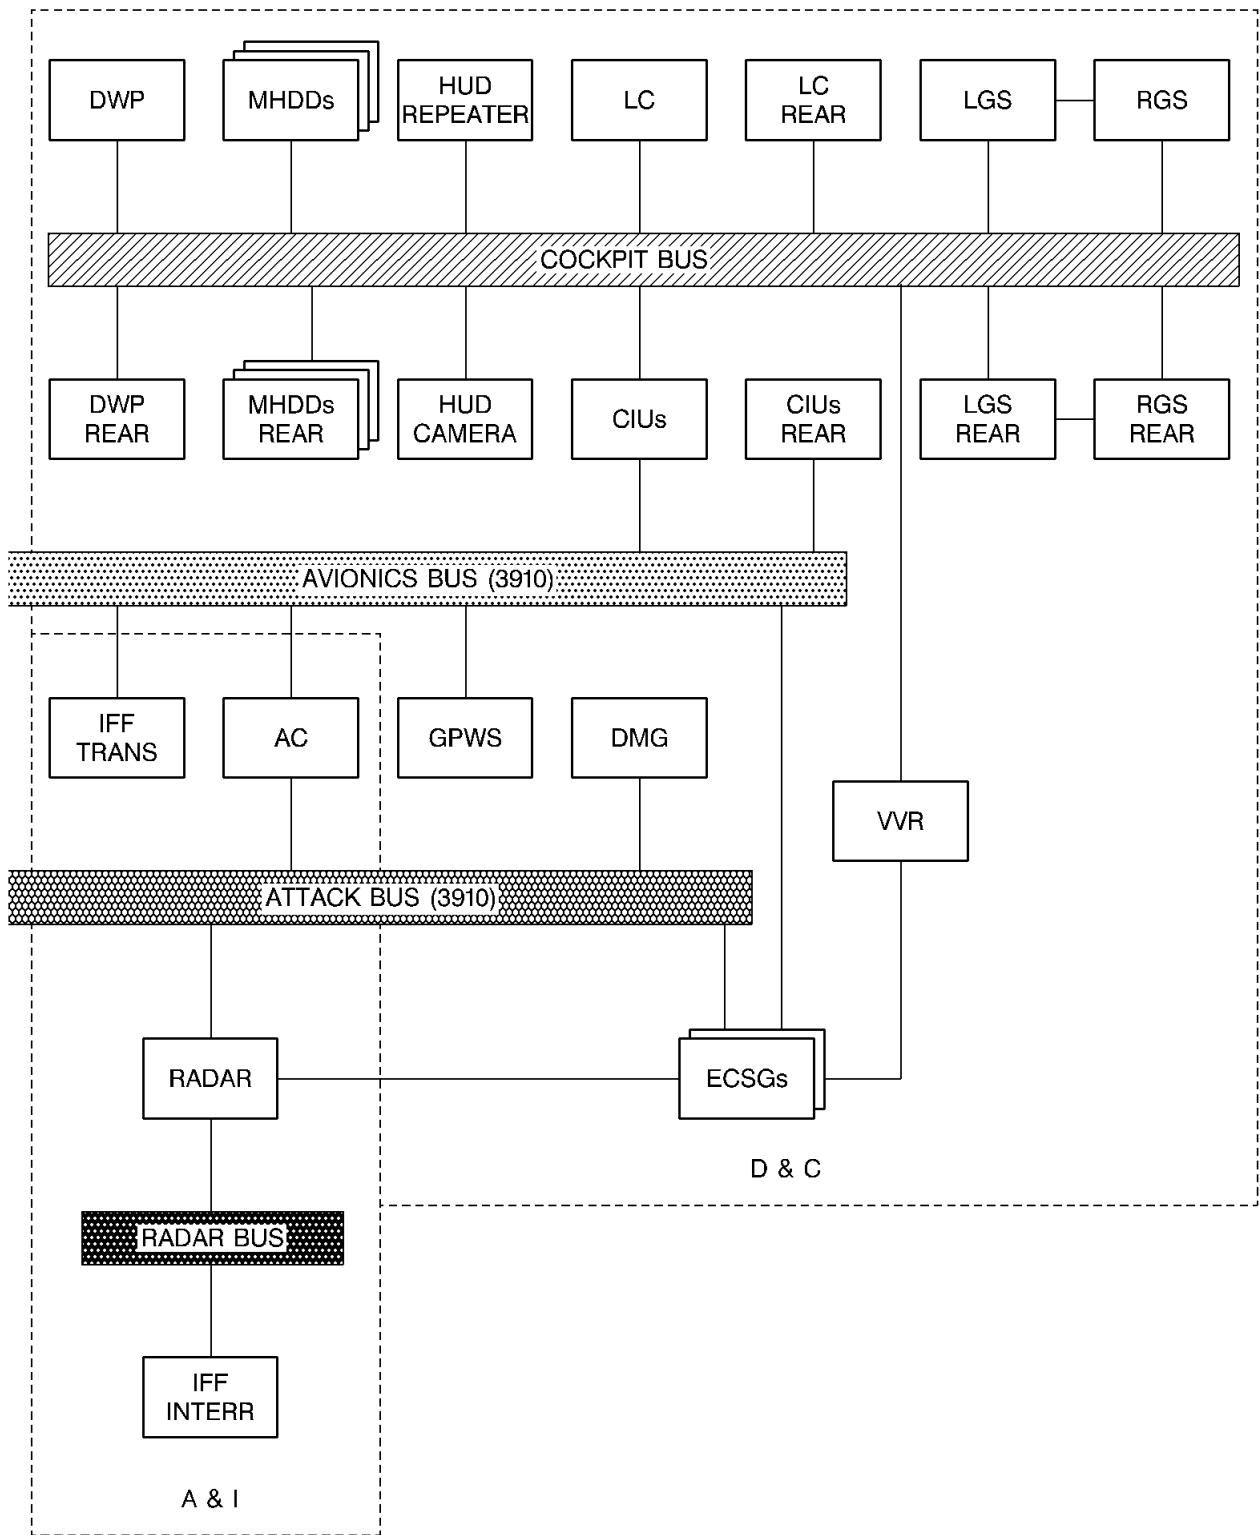 DWP
MHDDs
HUD
REPEATER
LC
LC
REAR
LGS
RGS
COCKPIT BUS
DWP
REAR
MHDDs
REAR
HUD
CAMERA
CIUs
CIUs
REAR
LGS
REAR
RGS
REAR
AVIONICS BUS (3910)
IFF
TRANS
AC
GPWS
DMG
VVR
ATTACK BUS (3910)
RADAR
ECSGs
D & C
RADAR BUS
IFF
INTERR
A & I